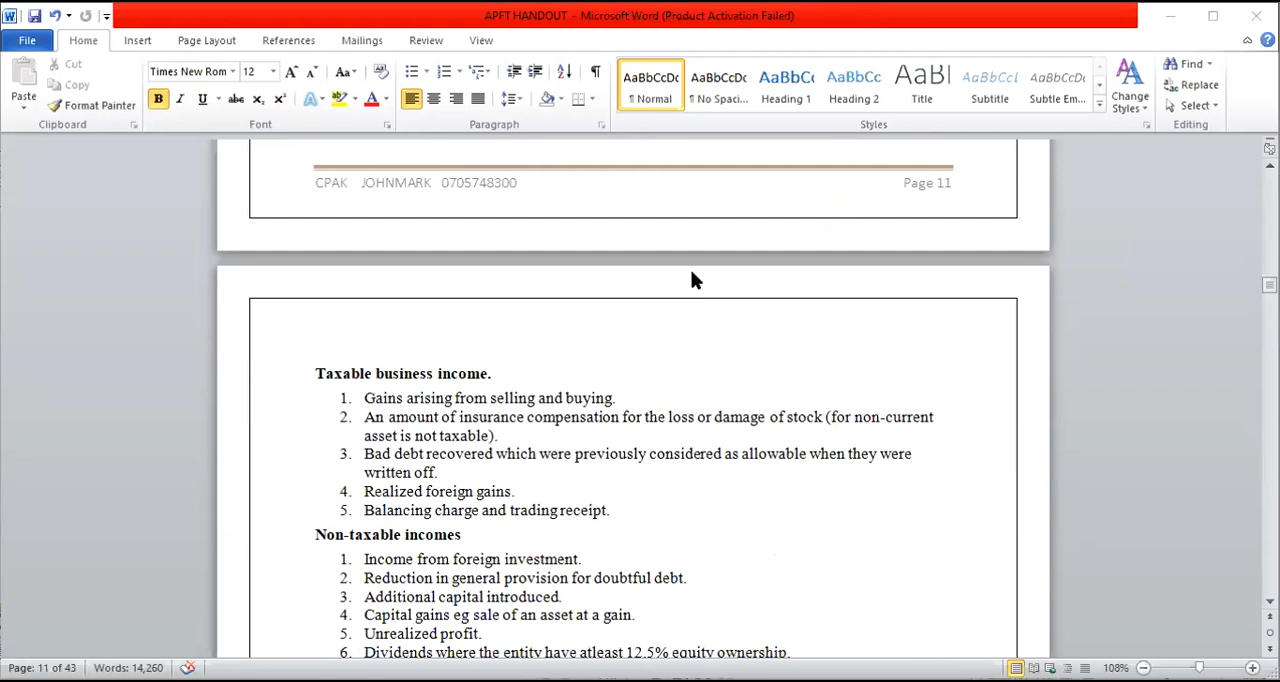 APFT HANDOUT - Microsoft Word (Product Activation Failed)
File Home Insert Page Layout References Mailings Review View
Paste
Cut
Copy
Format Painter
Clipboard
Times New Rom 12
Font
Paragraph
AaBbCcDc AaBbCcDc AaBbC( AaBbCc AaB AaBbCcL AaBbCcDc
¶ Normal ¶ No Spaci... Heading 1 Heading 2 Title Subtitle Subtle Em...
Styles
Change
Styles
Find
Replace
Select
Editing
CPAK JOHNMARK 0705748300 Page 11
Taxable business income.
1. Gains arising from selling and buying.
2. An amount of insurance compensation for the loss or damage of stock (for non-current
asset is not taxable).
3. Bad debt recovered which were previously considered as allowable when they were
written off.
4. Realized foreign gains.
5. Balancing charge and trading receipt.
Non-taxable incomes
1. Income from foreign investment.
2. Reduction in general provision for doubtful debt.
3. Additional capital introduced.
4. Capital gains eg sale of an asset at a gain.
5. Unrealized profit.
6. Dividends where the entity have atleast 12.5% equity ownership.
Page: 11 of 43 Words: 14,260 108%